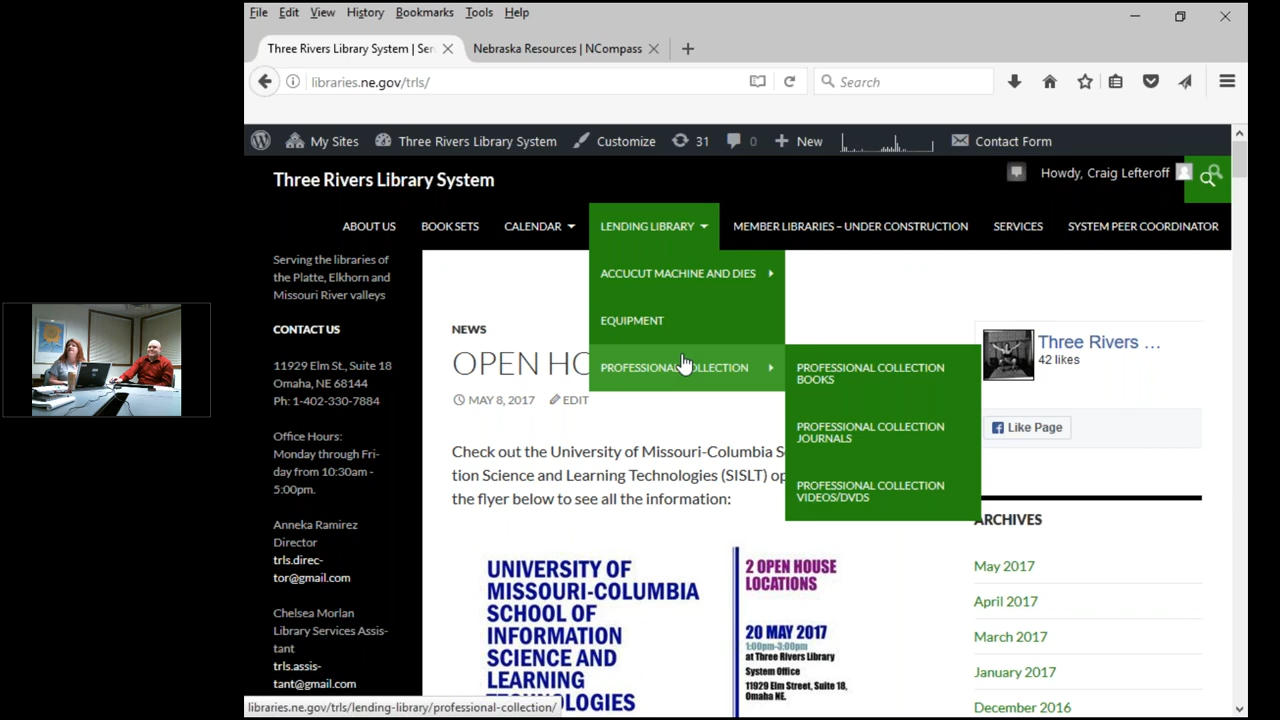 File Edit View History Bookmarks Tools Help
Three Rivers Library System | Ser
Nebraska Resources | NCompass
libraries.ne.gov/trls/
Search
My Sites
Three Rivers Library System
Customize
31
0
New
Contact Form
Three Rivers Library System
Howdy, Craig Lefteroff
ABOUT US
BOOK SETS
CALENDAR
LENDING LIBRARY
MEMBER LIBRARIES – UNDER CONSTRUCTION
SERVICES
SYSTEM PEER COORDINATOR
ACCUCUT MACHINE AND DIES
EQUIPMENT
PROFESSIONAL COLLECTION
PROFESSIONAL COLLECTION
BOOKS
PROFESSIONAL COLLECTION
JOURNALS
PROFESSIONAL COLLECTION
VIDEOS/DVDS
Serving the libraries of
the Platte, Elkhorn and
Missouri River valleys
CONTACT US
11929 Elm St., Suite 18
Omaha, NE 68144
Ph: 1-402-330-7884
Office Hours:
Monday through Fri-
day from 10:30am -
5:00pm.
Anneka Ramirez
Director
trls.direc-
tor@gmail.com
Chelsea Morlan
Library Services Assis-
tant
trls.assis-
tant@gmail.com
NEWS
OPEN HO
MAY 8, 2017
EDIT
Check out the University of Missouri-Columbia S
tion Science and Learning Technologies (SISLT) op
the flyer below to see all the information:
UNIVERSITY OF
MISSOURI-COLUMBIA
SCHOOL OF
INFORMATION
SCIENCE AND
LEARNING
TECHNOLOGIES
2 OPEN HOUSE
LOCATIONS
20 MAY 2017
1:00pm-3:00pm
at Three Rivers Library
System Office
11929 Elm Street, Suite 18,
Omaha NE.
Three Rivers …
42 likes
Like Page
ARCHIVES
May 2017
April 2017
March 2017
January 2017
December 2016
libraries.ne.gov/trls/lending-library/professional-collection/